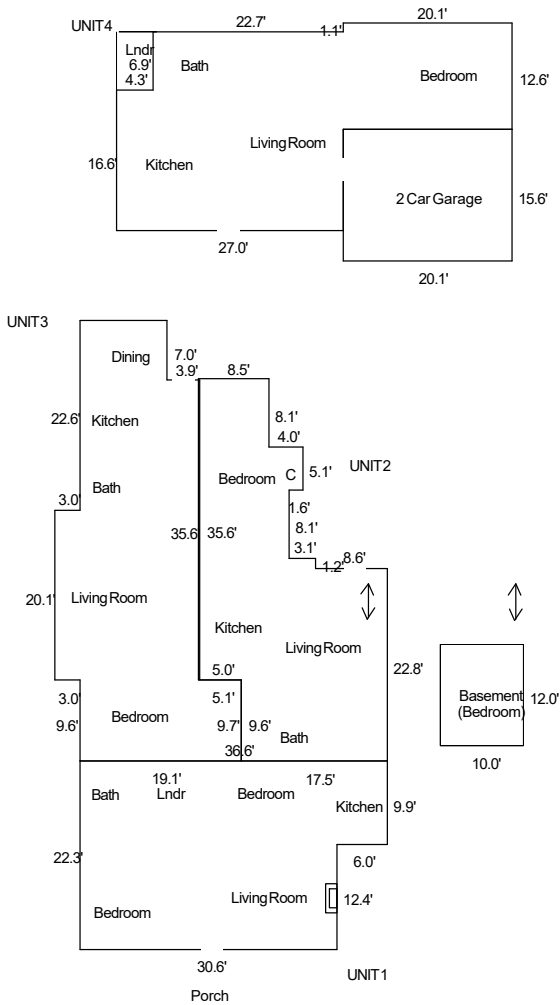 UNIT4
22.7'
20.1'
1.1'
Lndr
6.9'
4.3'
Bath
Bedroom
12.6'
Living Room
16.6'
Kitchen
2 Car Garage
15.6'
27.0'
20.1'
UNIT3
Dining
7.0'
3.9'
8.5'
22.6'
Kitchen
8.1'
4.0'
Bedroom
C
5.1'
UNIT2
Bath
3.0'
1.6'
35.6'
35.6'
8.1'
3.1'
8.6'
1.2'
20.1'
Living Room
Kitchen
Living Room
5.0'
22.8'
3.0'
5.1'
Basement
(Bedroom)
12.0'
9.6'
Bedroom
9.7'
9.6'
Bath
36.6'
10.0'
19.1'
17.5'
Bath
Lndr
Bedroom
Kitchen
9.9'
22.3'
6.0'
Living Room
12.4'
Bedroom
30.6'
UNIT1
Porch